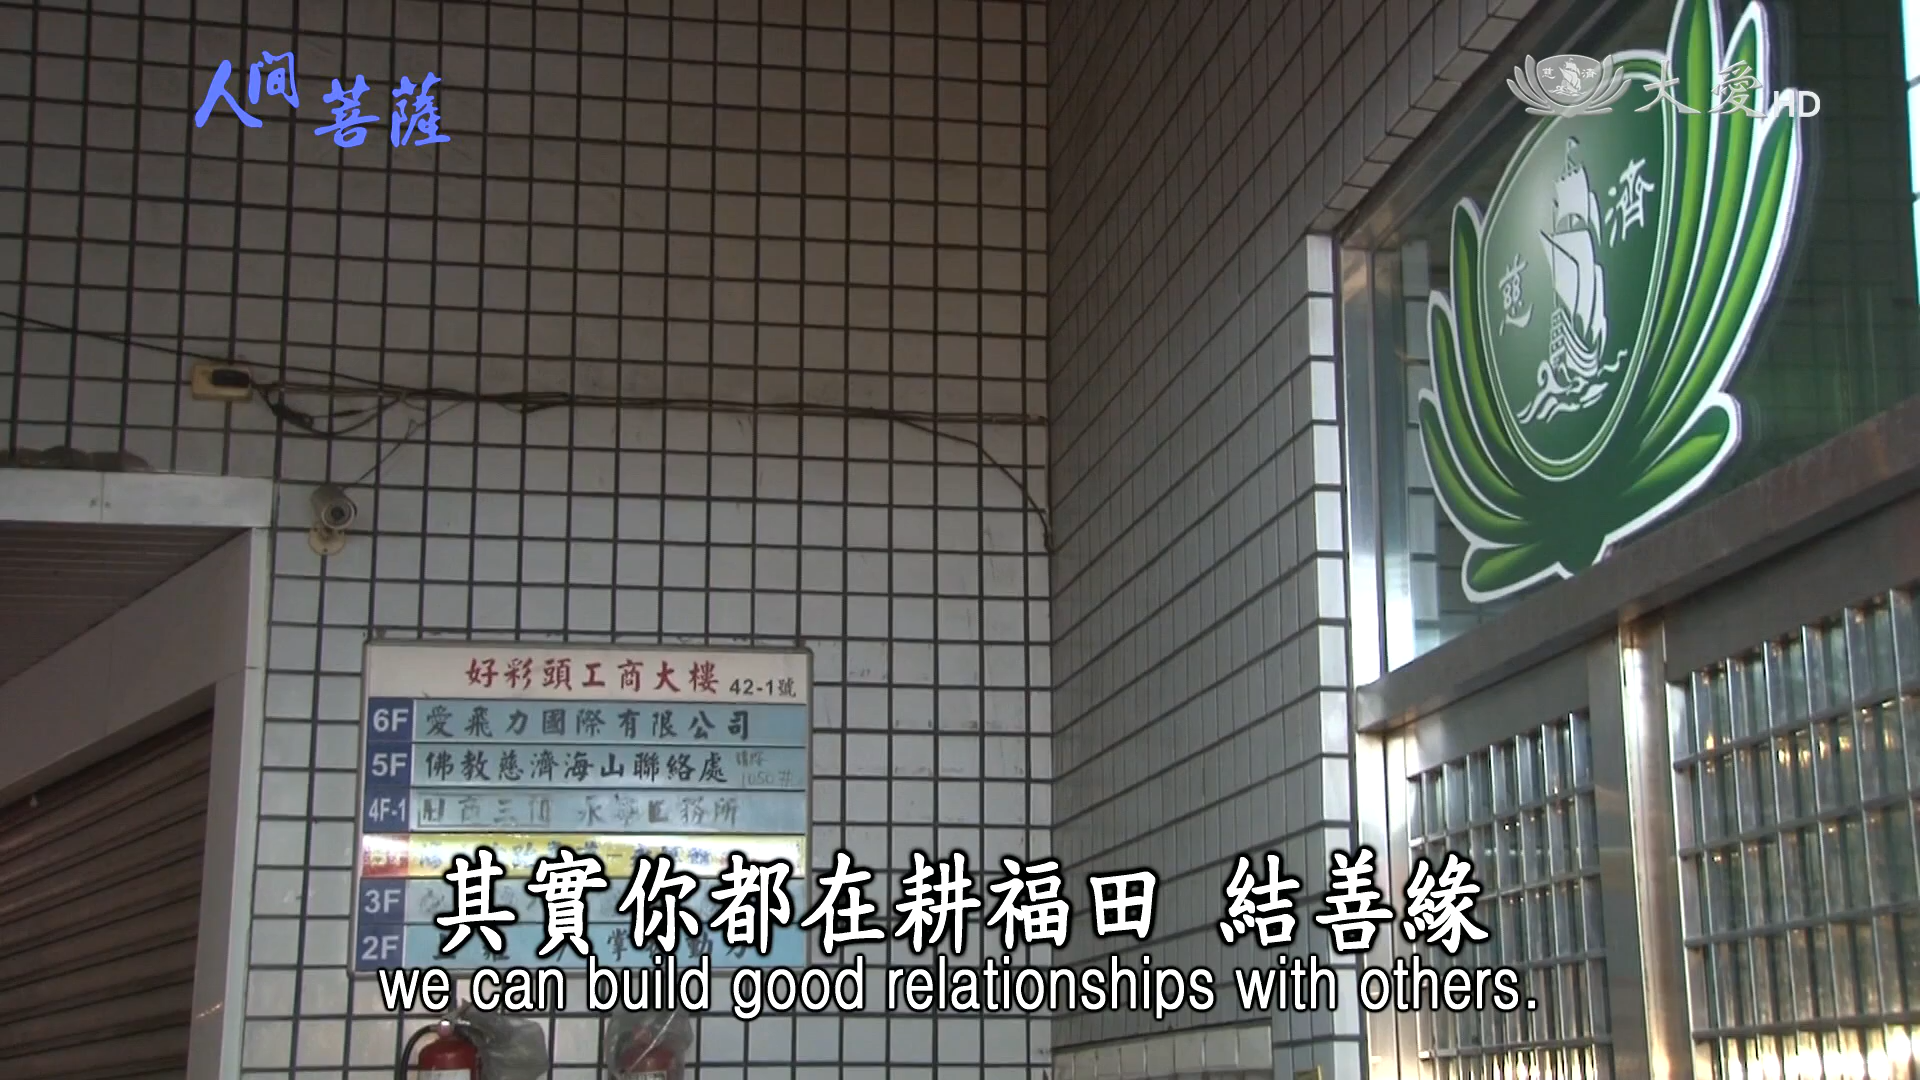 人間菩薩
大愛HD
慈濟
慈濟
好彩頭工商大樓 42-1號
6F 愛飛力國際有限公司
5F 佛教慈濟海山聯絡處
4F-1
3F
2F
其實你都在耕福田 結善緣
we can build good relationships with others.